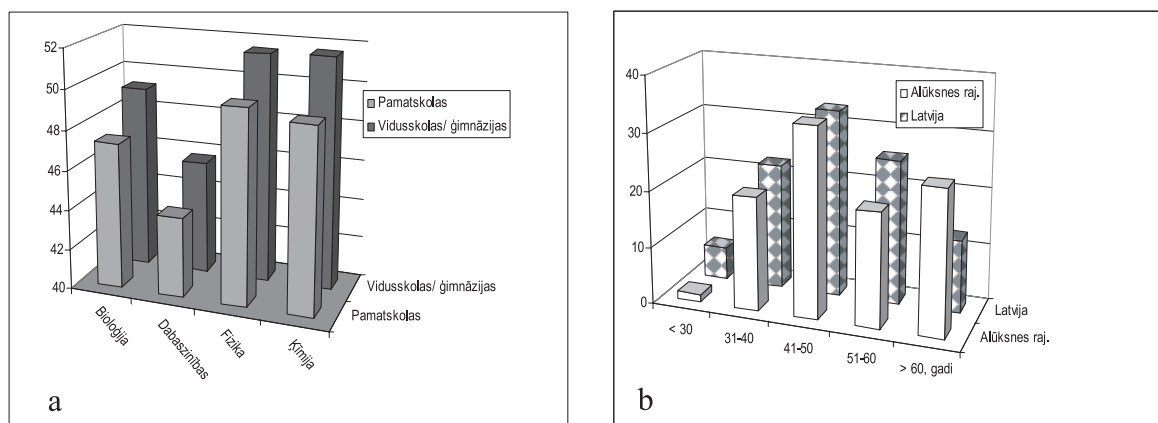 52
50
48
46
44
42
40
Pamatskolas
Vidusskolas/ ģimnāzijas
Vidusskolas/ ģimnāzijas
Pamatskolas
Bioloģija
Dabaszinības
Fizika
Ķīmija
a
40
30
20
10
0
Alūksnes raj.
Latvija
Latvija
Alūksnes raj.
< 30
31-40
41-50
51-60
> 60, gadi
b